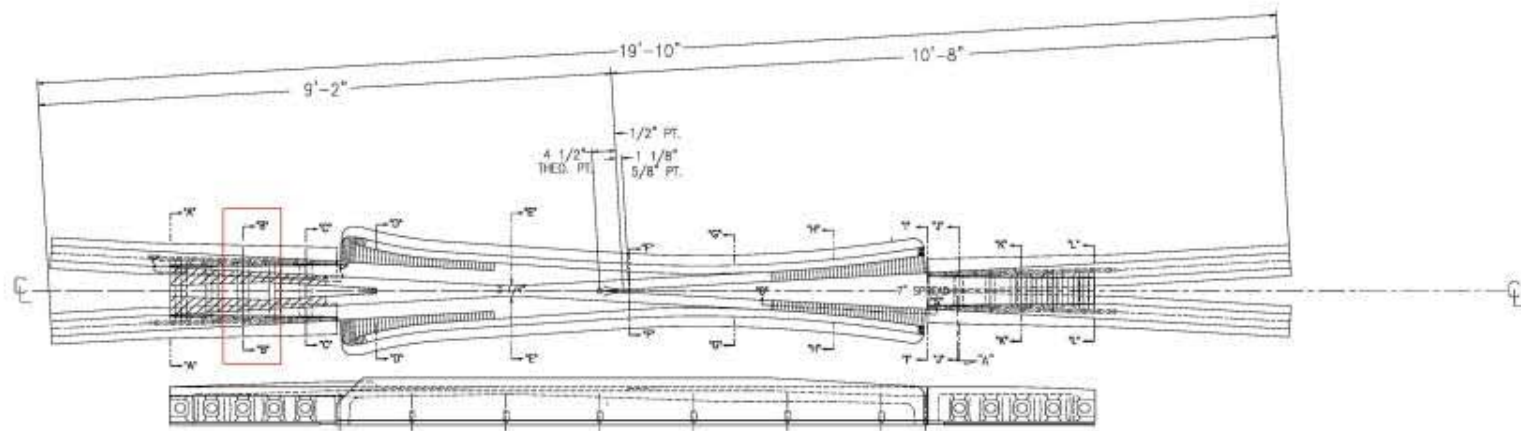 19'-10"
10'-8"
9'-2"
1/2" PT.
4 1/2"
THEO. PT.
1 1/8"
5/8" PT.
"A"
"B"
"C"
"D"
"E"
"F"
"G"
"H"
"I"
"J"
"K"
"L"
7" SPREAD
"A"
"B"
"C"
"D"
"E"
"F"
"G"
"H"
"I"
"J"
"A"
"K"
"L"